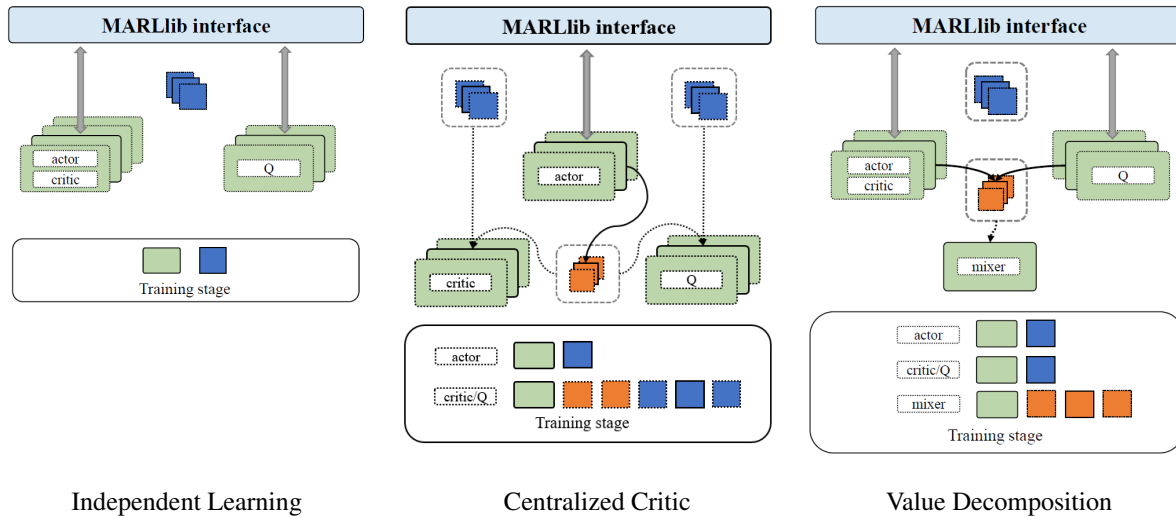 MARLlib interface
actor
critic
Q
Training stage
Independent Learning
MARLlib interface
actor
critic
Q
actor
critic/Q
Training stage
Centralized Critic
MARLlib interface
actor
critic
Q
mixer
actor
critic/Q
mixer
Training stage
Value Decomposition